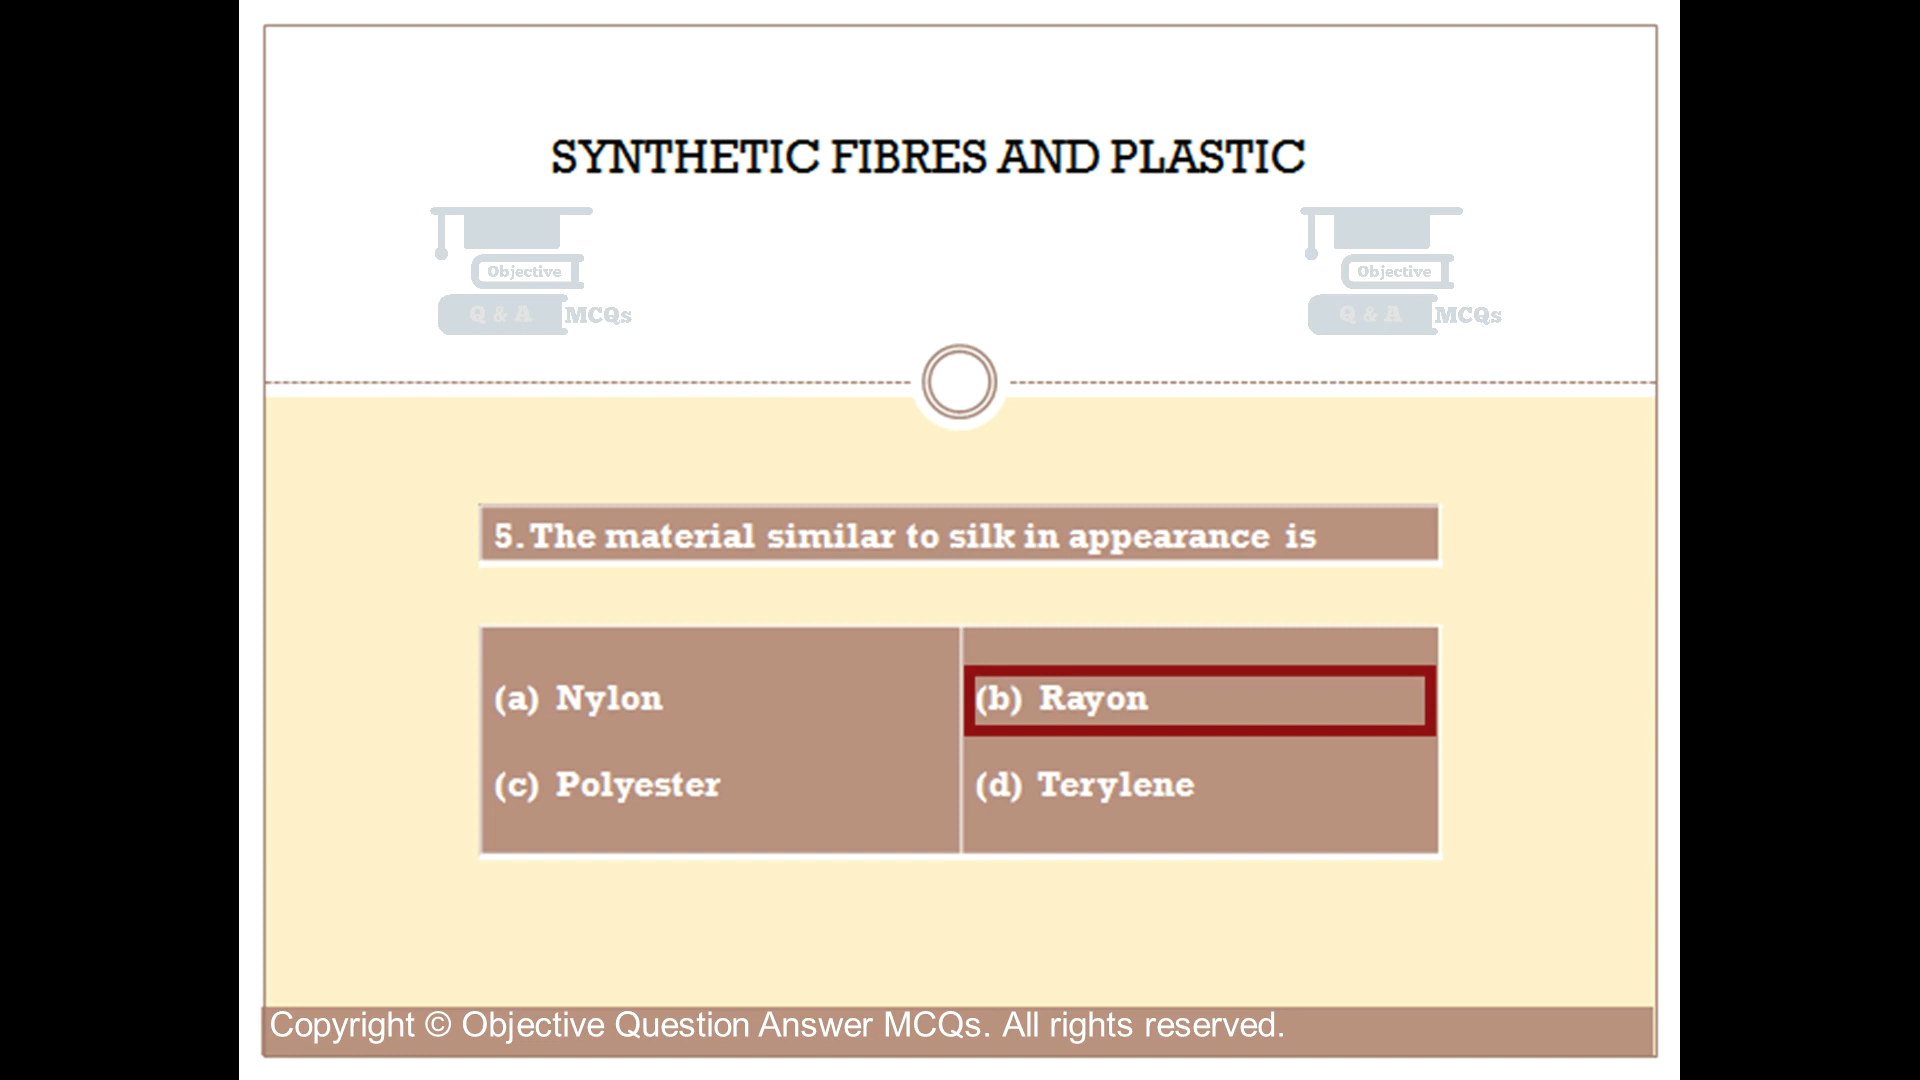 SYNTHETIC FIBRES AND PLASTIC
Objective
Q & A MCQs
Objective
Q & A MCQs
5. The material similar to silk in appearance is
(a) Nylon
(b) Rayon
(c) Polyester
(d) Terylene
Copyright © Objective Question Answer MCQs. All rights reserved.